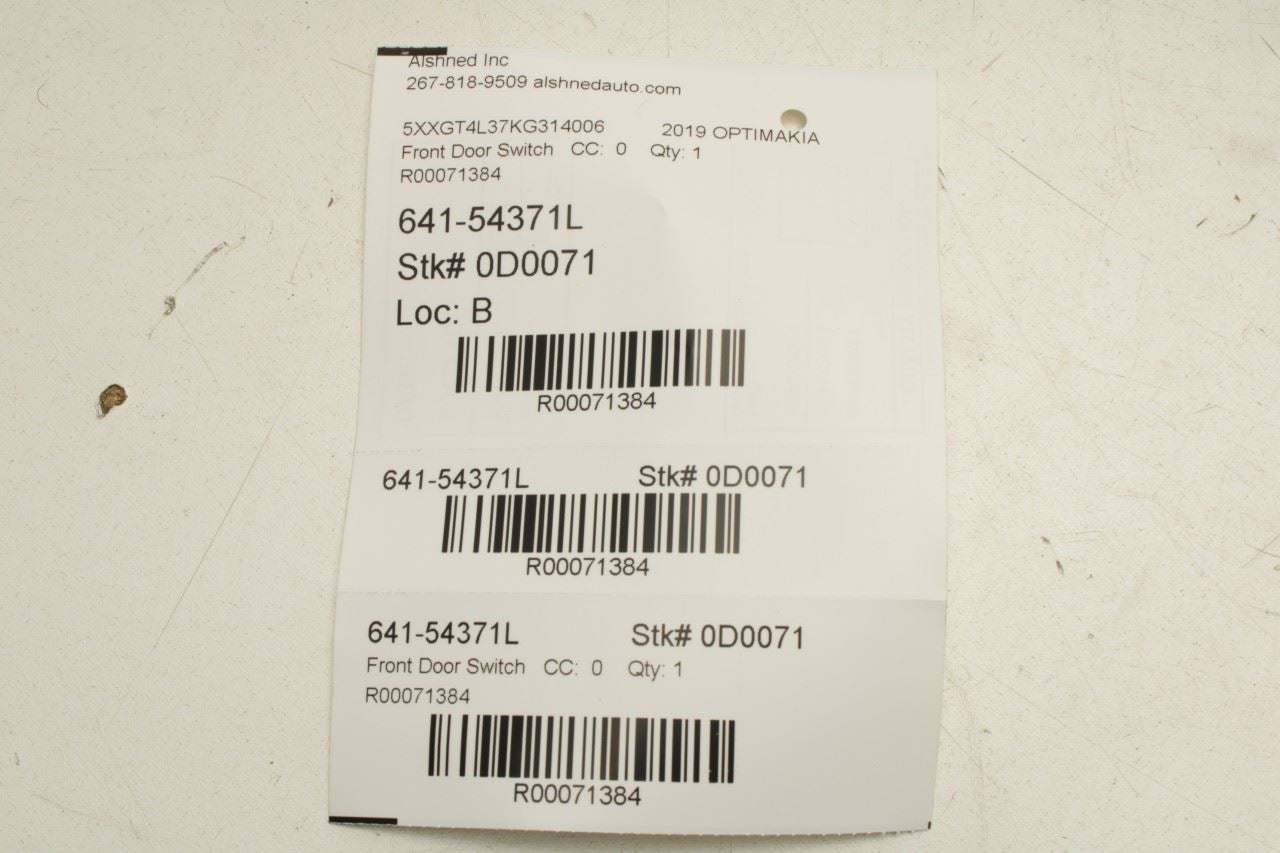 Alshned Inc
267-818-9509 alshnedauto.com
5XXGT4L37KG314006 2019 OPTIMAKIA
Front Door Switch CC: 0 Qty: 1
R00071384
641-54371L
Stk# 0D0071
Loc: B
R00071384
641-54371L Stk# 0D0071
R00071384
641-54371L Stk# 0D0071
Front Door Switch CC: 0 Qty: 1
R00071384
R00071384